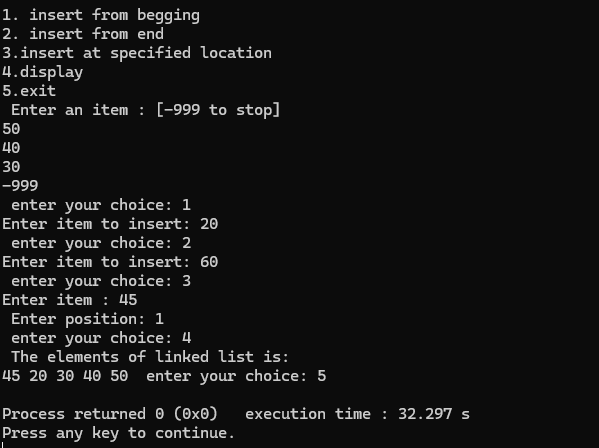 1. insert from begging
2. insert from end
3.insert at specified location
4.display
5.exit
 Enter an item : [-999 to stop]
50
40
30
-999
 enter your choice: 1
Enter item to insert: 20
 enter your choice: 2
Enter item to insert: 60
 enter your choice: 3
Enter item : 45
 Enter position: 1
 enter your choice: 4
 The elements of linked list is:
45 20 30 40 50  enter your choice: 5

Process returned 0 (0x0)   execution time : 32.297 s
Press any key to continue.